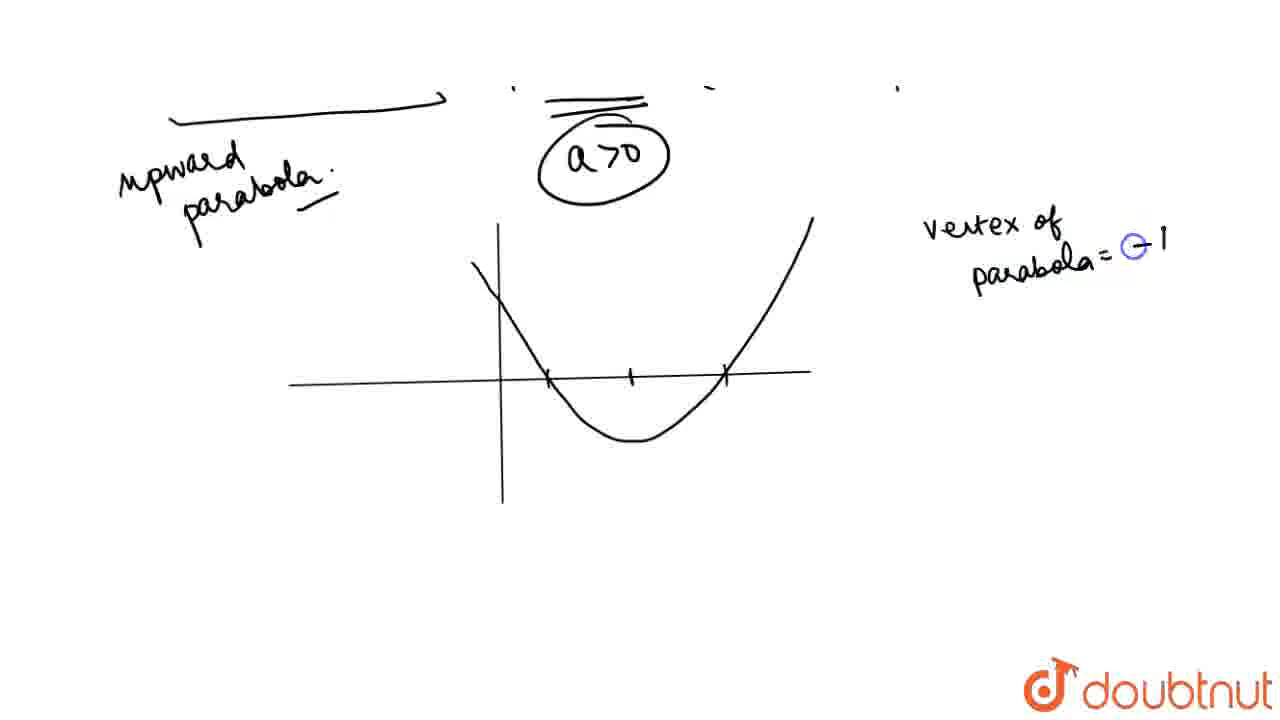 a>0
upward
parabola.
vertex of
parabola = -1
doubtnut